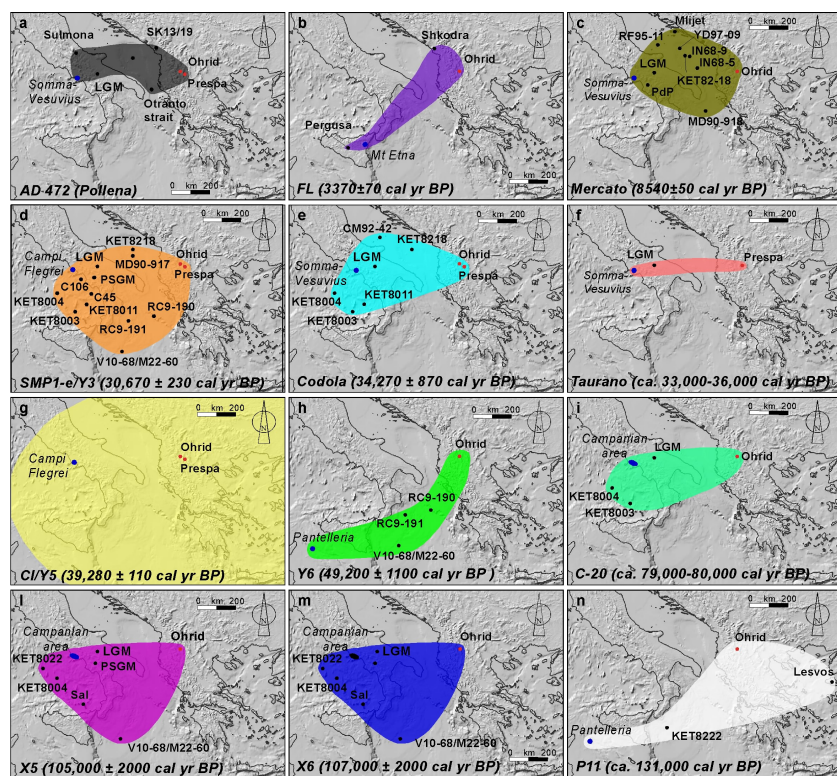 a
SK13/19
Sulmona
Ohrid
Prespa
Somma-
Vesuvius
LGM
Otranto
strait
0 km 200
N
AD 472 (Pollena)
b
Shkodra
Ohrid
Pergusa
Mt Etna
0 km 200
N
FL (3370±70 cal yr BP)
c
Mljet
RF95-11
YD97-09
IN68-9
IN68-5
LGM
Ohrid
Somma-
Vesuvius
KET82-18
PdP
MD90-918
0 km 200
N
Mercato (8540±50 cal yr BP)
d
0 km 200
N
Campi
Flegrei
KET8218
LGM
MD90-917
Ohrid
Prespa
PSGM
C106
C45
KET8004
KET8011
RC9-190
KET8003
RC9-191
V10-68/M22-60
SMP1-e/Y3 (30,670 ± 230 cal yr BP)
e
0 km 200
N
CM92-42
KET8218
LGM
Ohrid
Prespa
Somma-
Vesuvius
KET8004
KET8011
KET8003
Codola (34,270 ± 870 cal yr BP)
f
0 km 200
N
LGM
Prespa
Somma-
Vesuvius
Taurano (ca. 33,000-36,000 cal yr BP)
g
0 km 200
N
Campi
Flegrei
Ohrid
Prespa
CI/Y5 (39,280 ± 110 cal yr BP)
h
0 km 200
N
Ohrid
RC9-190
RC9-191
Pantelleria
V10-68/M22-60
Y6 (49,200 ± 1100 cal yr BP )
i
0 km 200
N
Campanian
area
LGM
Ohrid
KET8004
KET8003
C-20 (ca. 79,000-80,000 cal yr BP)
l
0 km 200
N
Campanian
area
LGM
Ohrid
KET8022
PSGM
KET8004
Sal
V10-68/M22-60
X5 (105,000 ± 2000 cal yr BP)
m
0 km 200
N
Campanian
area
LGM
Ohrid
KET8022
KET8004
Sal
V10-68/M22-60
X6 (107,000 ± 2000 cal yr BP)
n
0 km 200
N
Ohrid
Lesvos
Pantelleria
KET8222
P11 (ca. 131,000 cal yr BP)